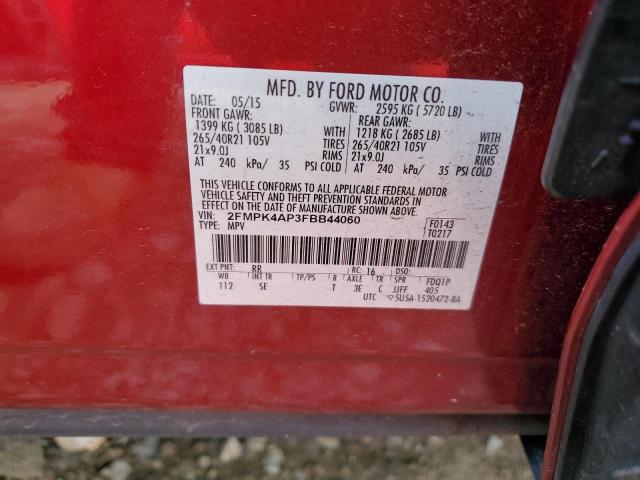 MFD. BY FORD MOTOR CO.
DATE: 05/15 GVWR: 2595 KG ( 5720 LB)
FRONT GAWR: REAR GAWR:
1399 KG ( 3085 LB) 1218 KG ( 2685 LB)
265/40R21 105V TIRES 265/40R21 105V TIRES
21x9.0J RIMS 21x9.0J RIMS
AT 240 kPa/ 35 PSI COLD AT 240 kPa/ 35 PSI COLD
THIS VEHICLE CONFORMS TO ALL APPLICABLE FEDERAL MOTOR
VEHICLE SAFETY AND THEFT PREVENTION STANDARDS IN
EFFECT ON THE DATE OF MANUFACTURE SHOWN ABOVE.
VIN: 2FMPK4AP3FBB44060 F0143
TYPE: MPV T0217
EXT PNT: RR RC: 16 DSO:
WB INT TR TP/PS R AXLE TR SPR FDQ1P
112 SE T 3E C JJFF 405
UTC ▽5U5A-1520472-BA